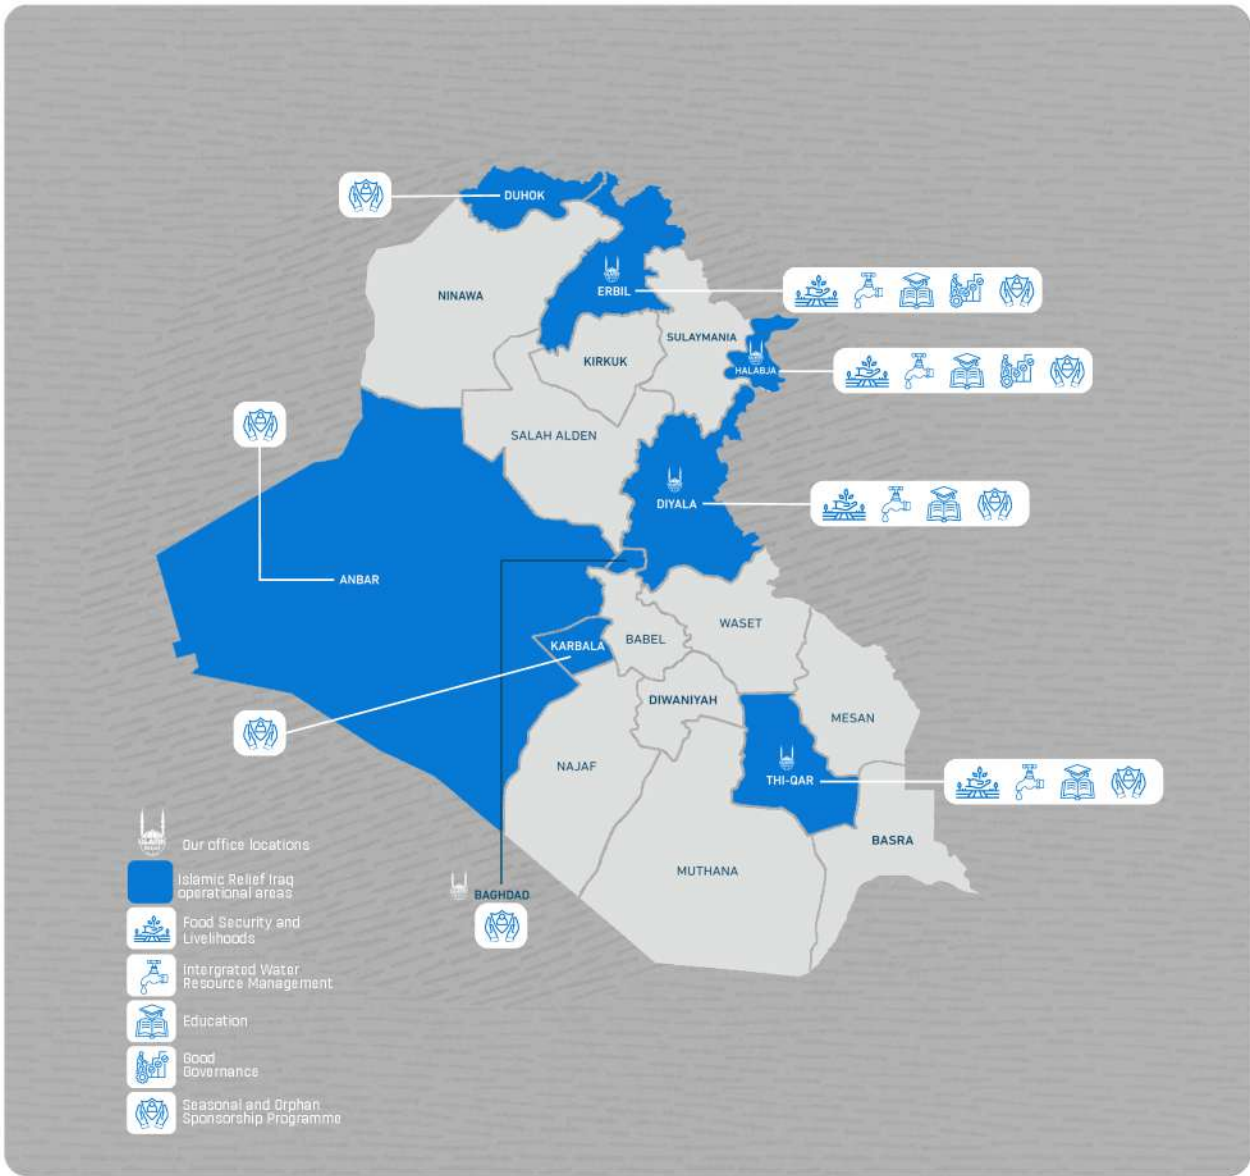 DUHOK
NINAWA
ERBIL
SULAYMANIA
KIRKUK
HALABJA
SALAH ALDEN
DIYALA
ANBAR
WASET
BABEL
KARBALA
DIWANIYAH
MESAN
NAJAF
THI-QAR
BASRA
MUTHANA
BAGHDAD
Our office locations
Islamic Relief Iraq
operational areas
Food Security and
Livelihoods
Intergrated Water
Resource Management
Education
Good
Governance
Seasonal and Orphan
Sponsorship Programme